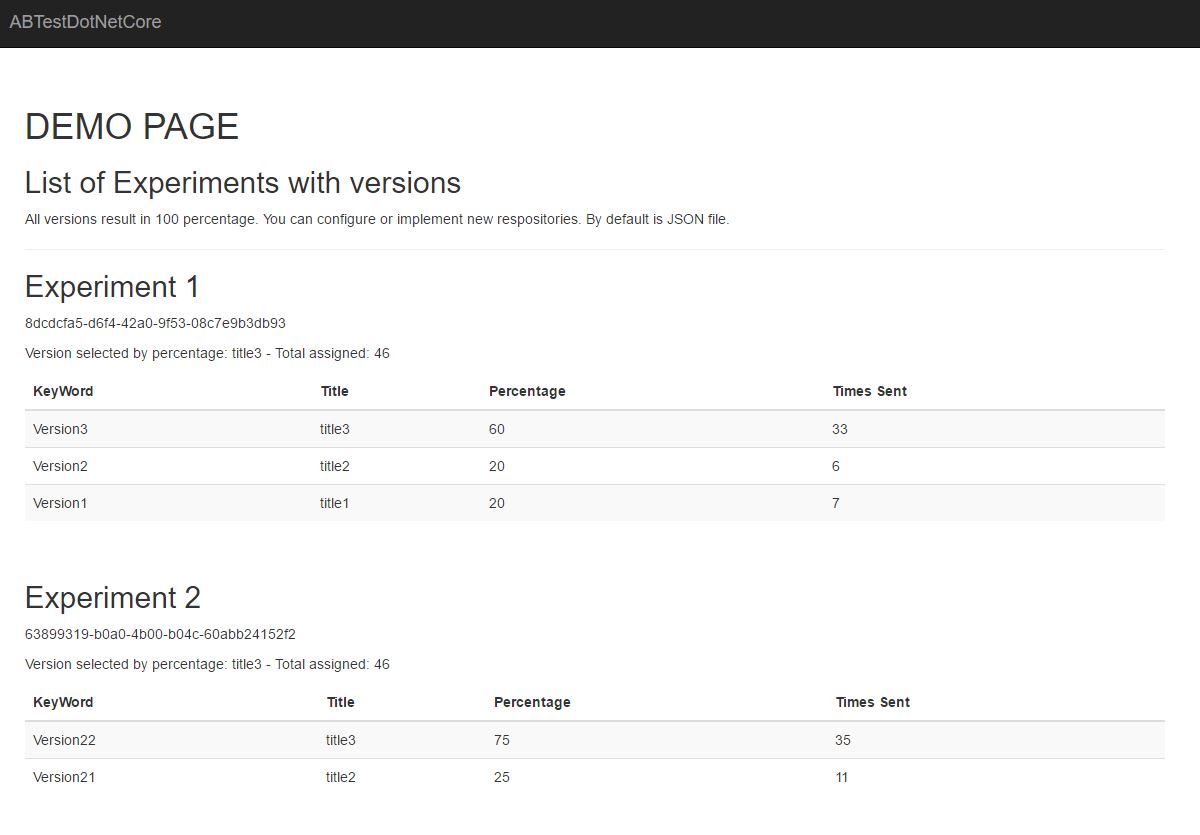 ABTestDotNetCore
DEMO PAGE
List of Experiments with versions
All versions result in 100 percentage. You can configure or implement new respositories. By default is JSON file.
Experiment 1
8dcdcfa5-d6f4-42a0-9f53-08c7e9b3db93
Version selected by percentage: title3 - Total assigned: 46
KeyWord Title Percentage Times Sent
Version3 title3 60 33
Version2 title2 20 6
Version1 title1 20 7
Experiment 2
63899319-b0a0-4b00-b04c-60abb24152f2
Version selected by percentage: title3 - Total assigned: 46
KeyWord Title Percentage Times Sent
Version22 title3 75 35
Version21 title2 25 11